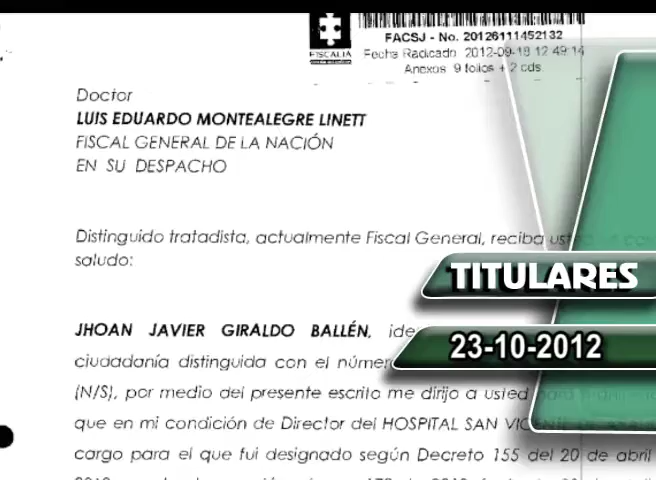 FISCALIA
FACSJ - No. 20126111452132
Fecha Radicado 2012-09-18 12:49:14
Anexos 9 folios + 2 cds
Doctor
LUIS EDUARDO MONTEALEGRE LINETT
FISCAL GENERAL DE LA NACIÓN
EN SU DESPACHO
Distinguido tratadista, actualmente Fiscal General, reciba
saludo:
TITULARES
JHOAN JAVIER GIRALDO BALLÉN,
23-10-2012
ciudadanía distinguida con el
(N/S), por medio del presente escrito me dirijo a usted
que en mi condición de Director del HOSPITAL SAN
cargo para el que fui designado según Decreto 155 del 20 de abril